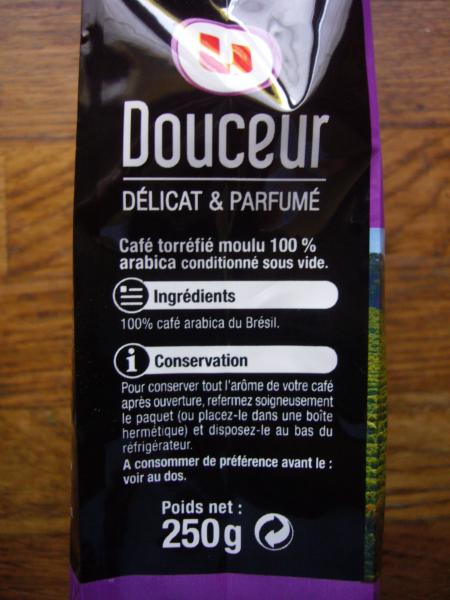 Douceur
DÉLICAT & PARFUMÉ
Café torréfié moulu 100 %
arabica conditionné sous vide.
Ingrédients
100% café arabica du Brésil.
i Conservation
Pour conserver tout l'arôme de votre café
après ouverture, refermez soigneusement
le paquet (ou placez-le dans une boîte
hermétique) et disposez-le au bas du
réfrigérateur.
A consommer de préférence avant le :
voir au dos.
Poids net :
250g